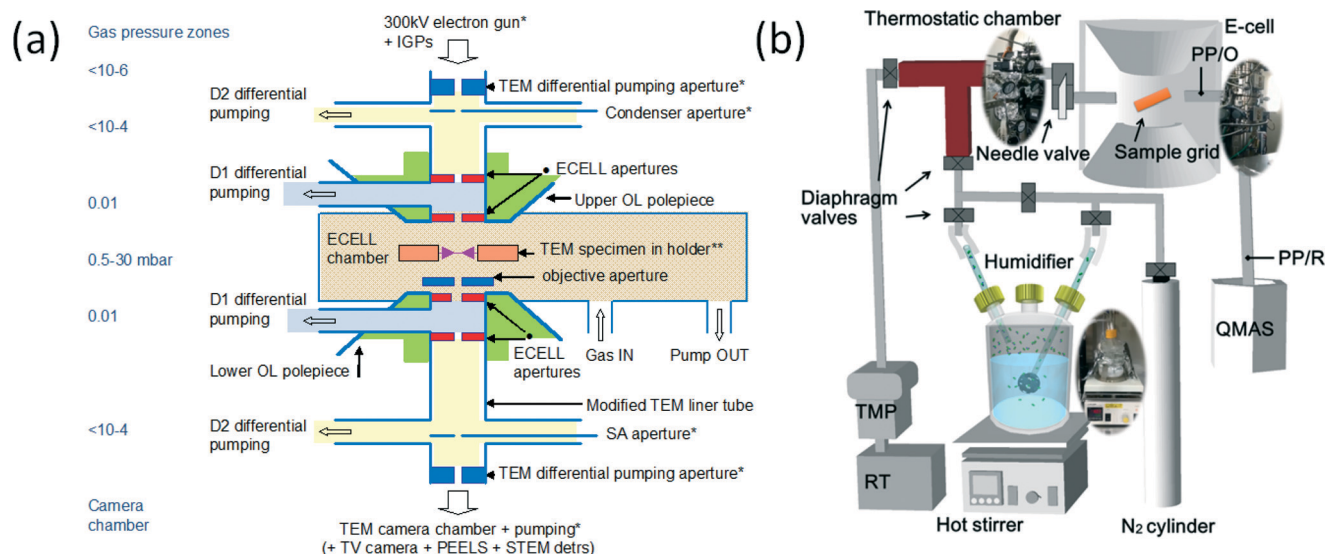 (a)
Gas pressure zones
<10-6
<10-4
0.01
0.5-30 mbar
0.01
<10-4
Camera
chamber
300kV electron gun*
+ IGPs
D2 differential
pumping
TEM differential pumping aperture*
Condenser aperture*
D1 differential
pumping
ECELL apertures
Upper OL polepiece
ECELL
chamber
TEM specimen in holder**
objective aperture
D1 differential
pumping
Lower OL polepiece
ECELL
apertures
Gas IN
Pump OUT
Modified TEM liner tube
D2 differential
pumping
SA aperture*
TEM differential pumping aperture*
TEM camera chamber + pumping*
(+ TV camera + PEELS + STEM detrs)
(b)
Thermostatic chamber
E-cell
PP/O
Needle valve
Sample grid
Diaphragm
valves
Humidifier
PP/R
QMAS
TMP
RT
Hot stirrer
N2 cylinder